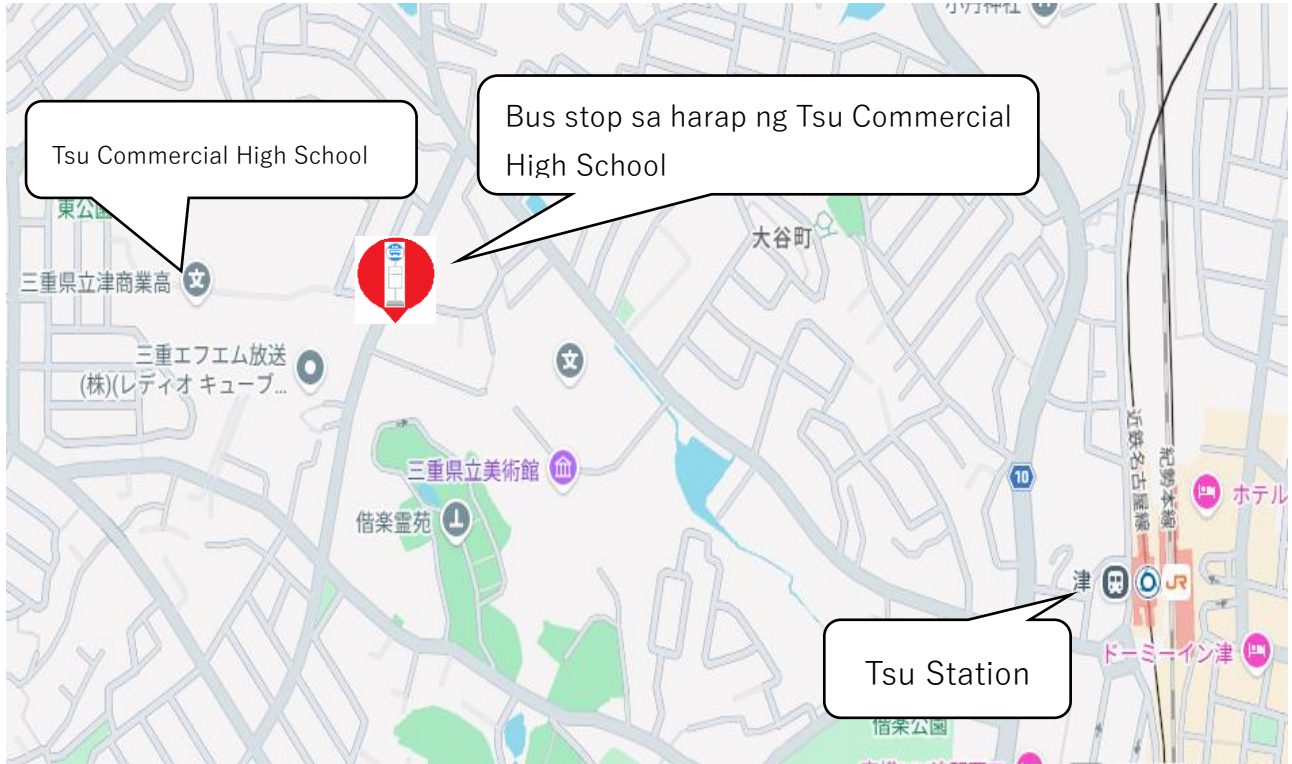 Tsu Commercial High School
Bus stop sa harap ng Tsu Commercial
High School
東公園
大谷町
三重県立津商業高
三重エフエム放送
(株)(レディオ キューブ...
三重県立美術館
偕楽霊苑
10
近鉄名古屋線
紀勢本線
ホテル
津
JR
ドーミーイン津
Tsu Station
偕楽公園